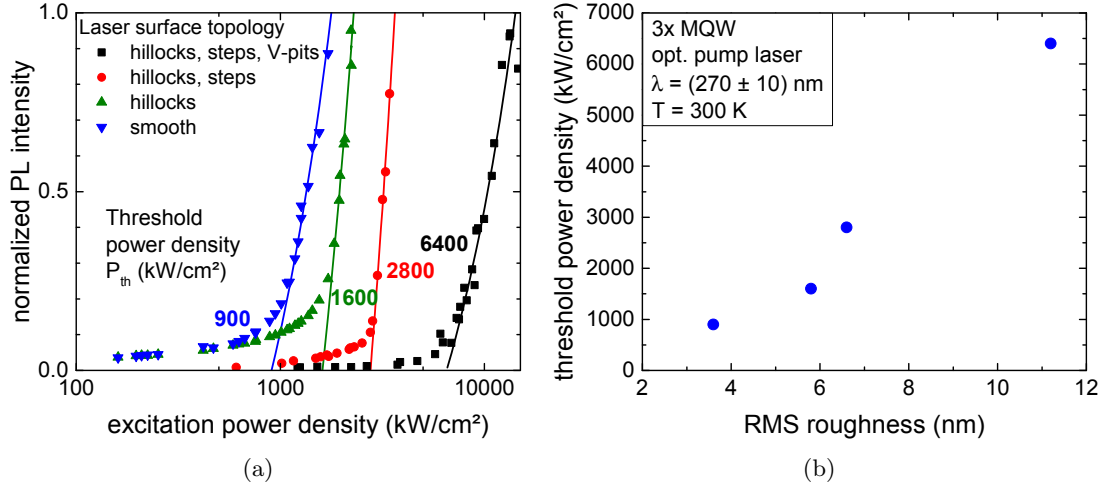 Laser surface topology
hillocks, steps, V-pits
hillocks, steps
hillocks
smooth
Threshold
power density
P_th (kW/cm²)
900
1600
2800
6400
normalized PL intensity
1.0
0.5
0.0
100
1000
10000
excitation power density (kW/cm²)
(a)
3x MQW
opt. pump laser
λ = (270 ± 10) nm
T = 300 K
threshold power density (kW/cm²)
7000
6000
5000
4000
3000
2000
1000
0
2
4
6
8
10
12
RMS roughness (nm)
(b)